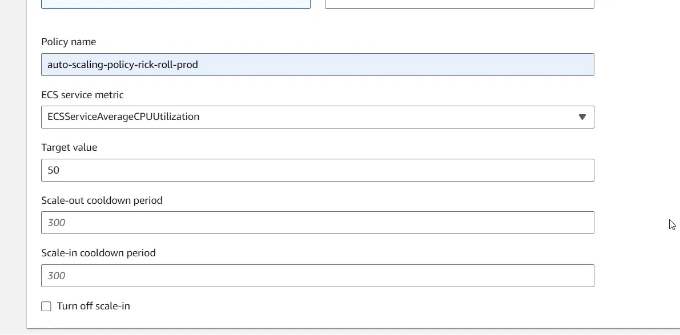 Policy name
auto-scaling-policy-rick-roll-prod
ECS service metric
ECSServiceAverageCPUUtilization
Target value
50
Scale-out cooldown period
300
Scale-in cooldown period
300
Turn off scale-in